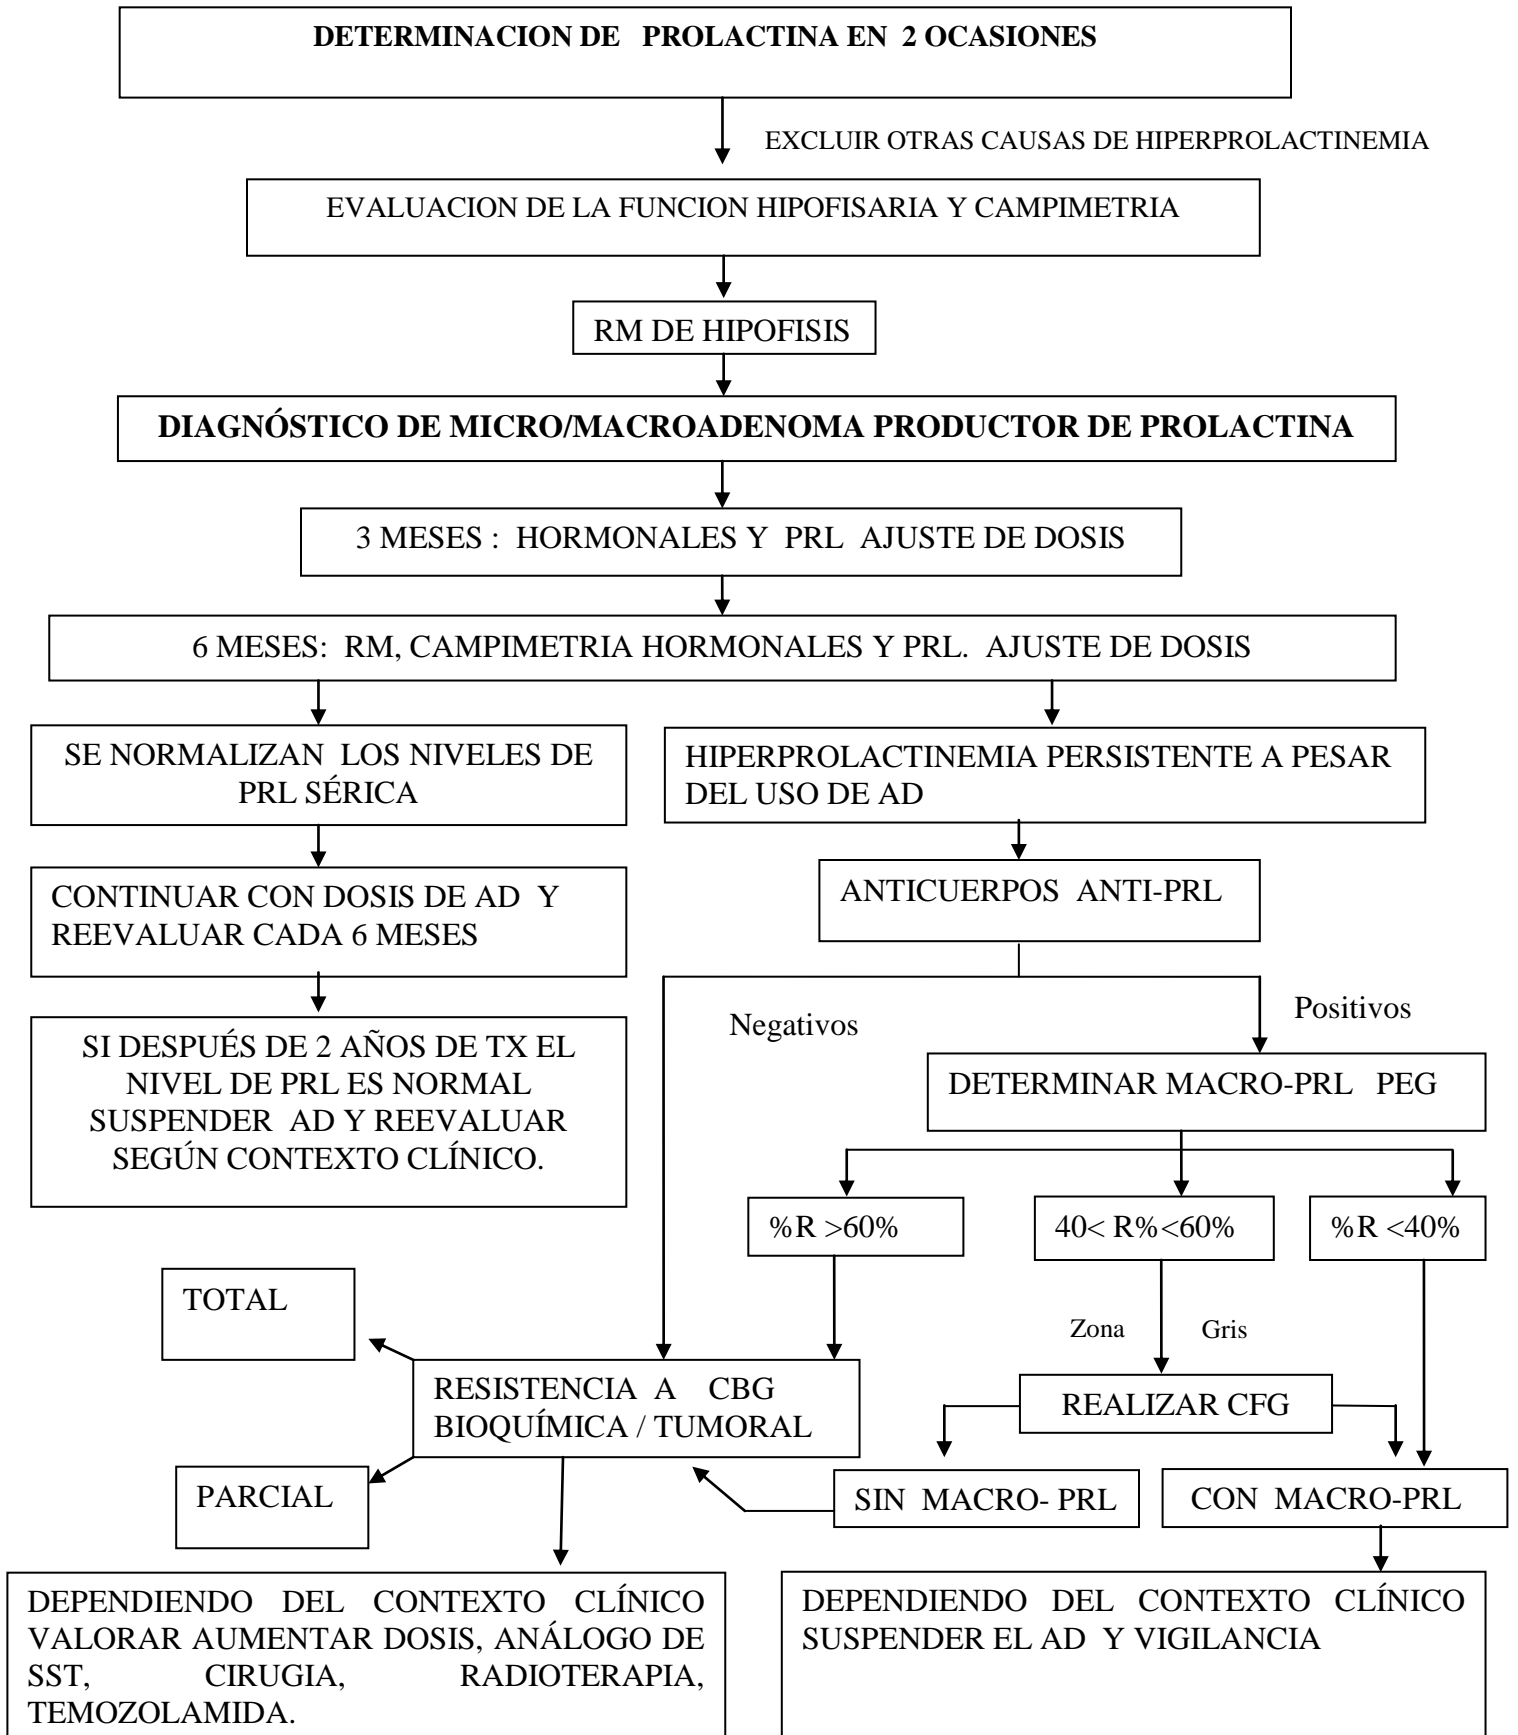 DETERMINACION DE PROLACTINA EN 2 OCASIONES
EXCLUIR OTRAS CAUSAS DE HIPERPROLACTINEMIA
EVALUACION DE LA FUNCION HIPOFISARIA Y CAMPIMETRIA
RM DE HIPOFISIS
DIAGNÓSTICO DE MICRO/MACROADENOMA PRODUCTOR DE PROLACTINA
3 MESES : HORMONALES Y PRL AJUSTE DE DOSIS
6 MESES: RM, CAMPIMETRIA HORMONALES Y PRL. AJUSTE DE DOSIS
SE NORMALIZAN LOS NIVELES DE
PRL SÉRICA
HIPERPROLACTINEMIA PERSISTENTE A PESAR
DEL USO DE AD
CONTINUAR CON DOSIS DE AD Y
REEVALUAR CADA 6 MESES
ANTICUERPOS ANTI-PRL
SI DESPUÉS DE 2 AÑOS DE TX EL
NIVEL DE PRL ES NORMAL
SUSPENDER AD Y REEVALUAR
SEGÚN CONTEXTO CLÍNICO.
Negativos
Positivos
DETERMINAR MACRO-PRL PEG
%R >60%
40< R%<60%
%R <40%
Zona Gris
TOTAL
RESISTENCIA A CBG
BIOQUÍMICA / TUMORAL
REALIZAR CFG
PARCIAL
SIN MACRO- PRL
CON MACRO-PRL
DEPENDIENDO DEL CONTEXTO CLÍNICO
VALORAR AUMENTAR DOSIS, ANÁLOGO DE
SST, CIRUGIA, RADIOTERAPIA,
TEMOZOLAMIDA.
DEPENDIENDO DEL CONTEXTO CLÍNICO
SUSPENDER EL AD Y VIGILANCIA